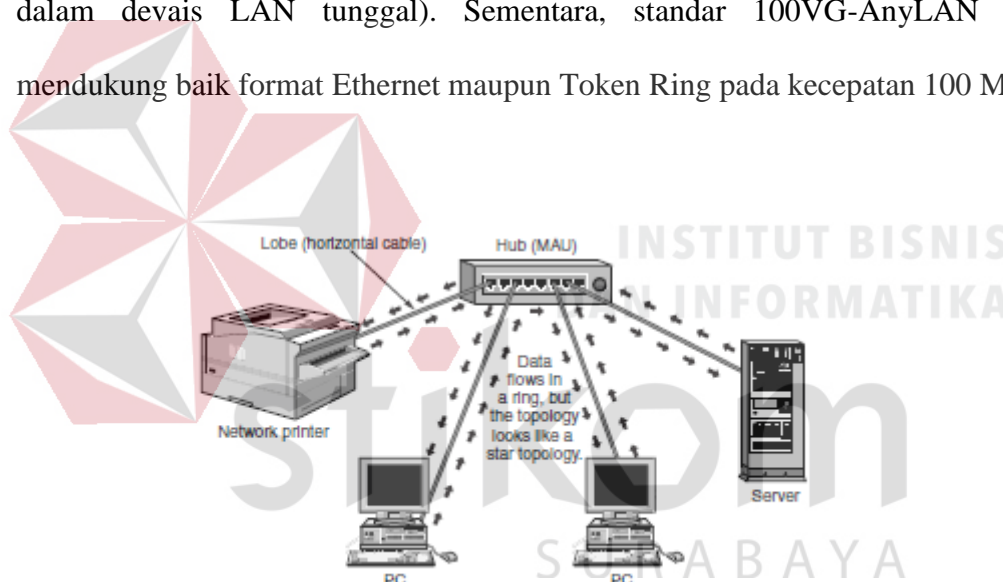 dalam devais LAN tunggal). Sementara, standar 100VG-AnyLAN
mendukung baik format Ethernet maupun Token Ring pada kecepatan 100 M
INSTITUT BISNIS
INFORMATIKA
Lobe (horizontal cable)
Hub (MAU)
Data
flows in
a ring, but
the topology
looks like a
star topology.
Network printer
Server
stikom
SURABAYA
PC
PC